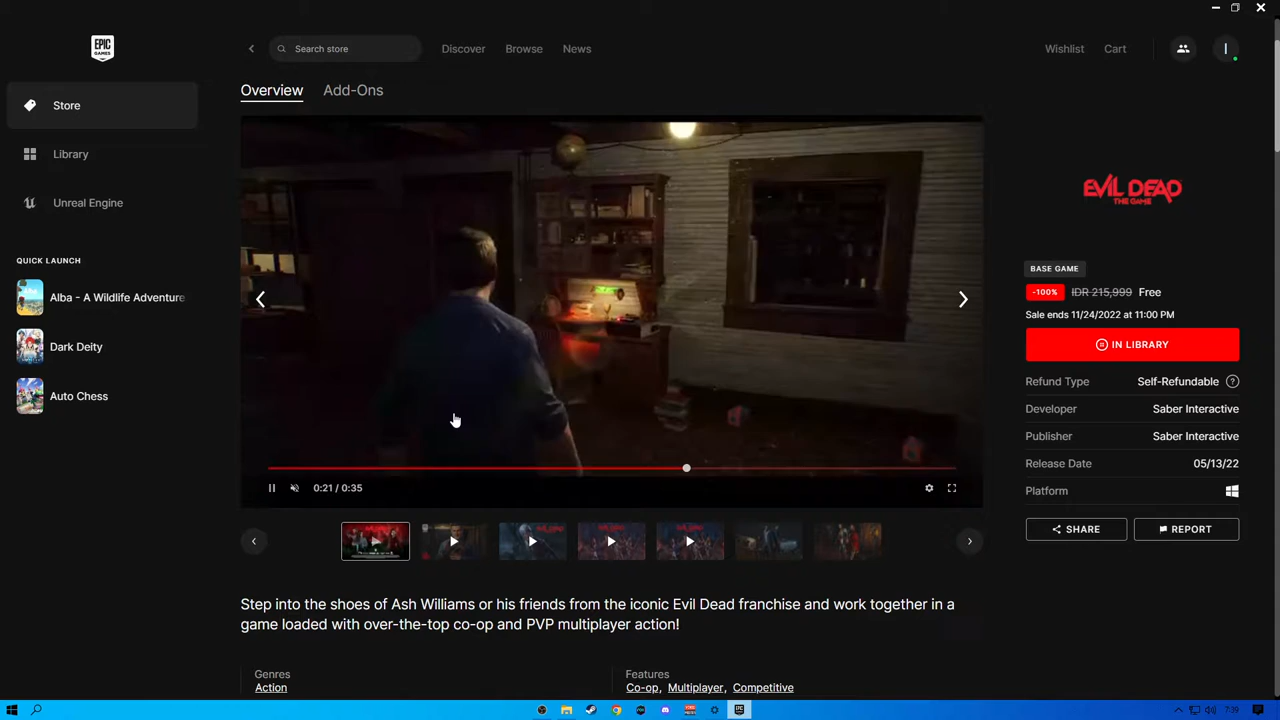 EPIC
GAMES
Search store
Discover
Browse
News
Wishlist
Cart
I
Store
Library
Unreal Engine
QUICK LAUNCH
Alba - A Wildlife Adventure
Dark Deity
Auto Chess
Overview
Add-Ons
0:21 / 0:35
Step into the shoes of Ash Williams or his friends from the iconic Evil Dead franchise and work together in a
game loaded with over-the-top co-op and PVP multiplayer action!
Genres
Action
Features
Co-op, Multiplayer, Competitive
EVIL DEAD
THE GAME
BASE GAME
-100% IDR 215,999 Free
Sale ends 11/24/2022 at 11:00 PM
IN LIBRARY
Refund Type Self-Refundable ?
Developer Saber Interactive
Publisher Saber Interactive
Release Date 05/13/22
Platform
SHARE
REPORT
7:39